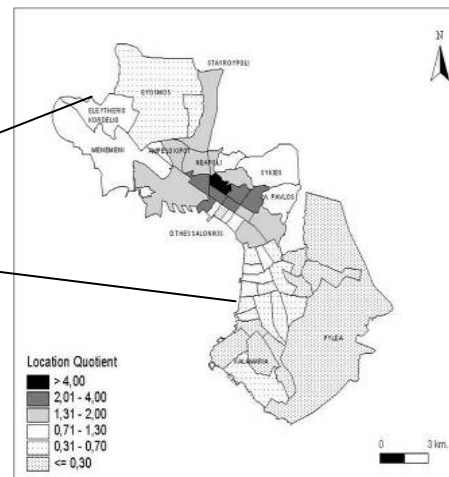 N
STAYROYPOLI
EYOSMOS
ELEYTHERIO
KORDELIO
MENEMENI
AMPELOKIPOI
NEAPOLI
SYKIES
A. PAVLOS
D.THESSALONIKIS
PYLEA
KALAMARIA
Location Quotient
> 4,00
2,01 - 4,00
1,31 - 2,00
0,71 - 1,30
0,31 - 0,70
<= 0,30
0 3 km.